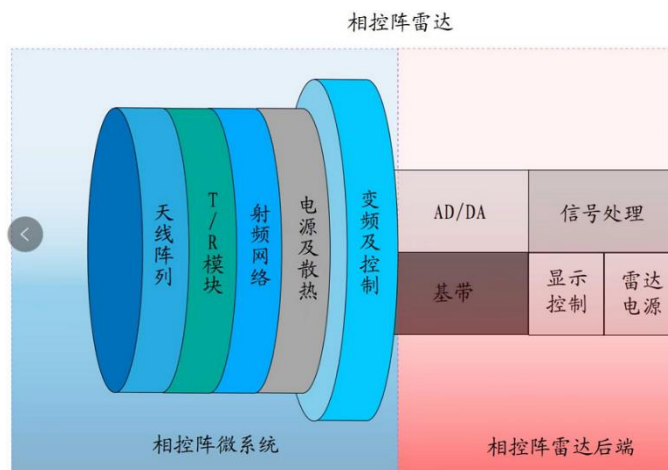 相控阵雷达
天线阵列
T/R模块
射频网络
电源及散热
变频及控制
AD/DA
信号处理
基带
显示
控制
雷达
电源
相控阵微系统
相控阵雷达后端